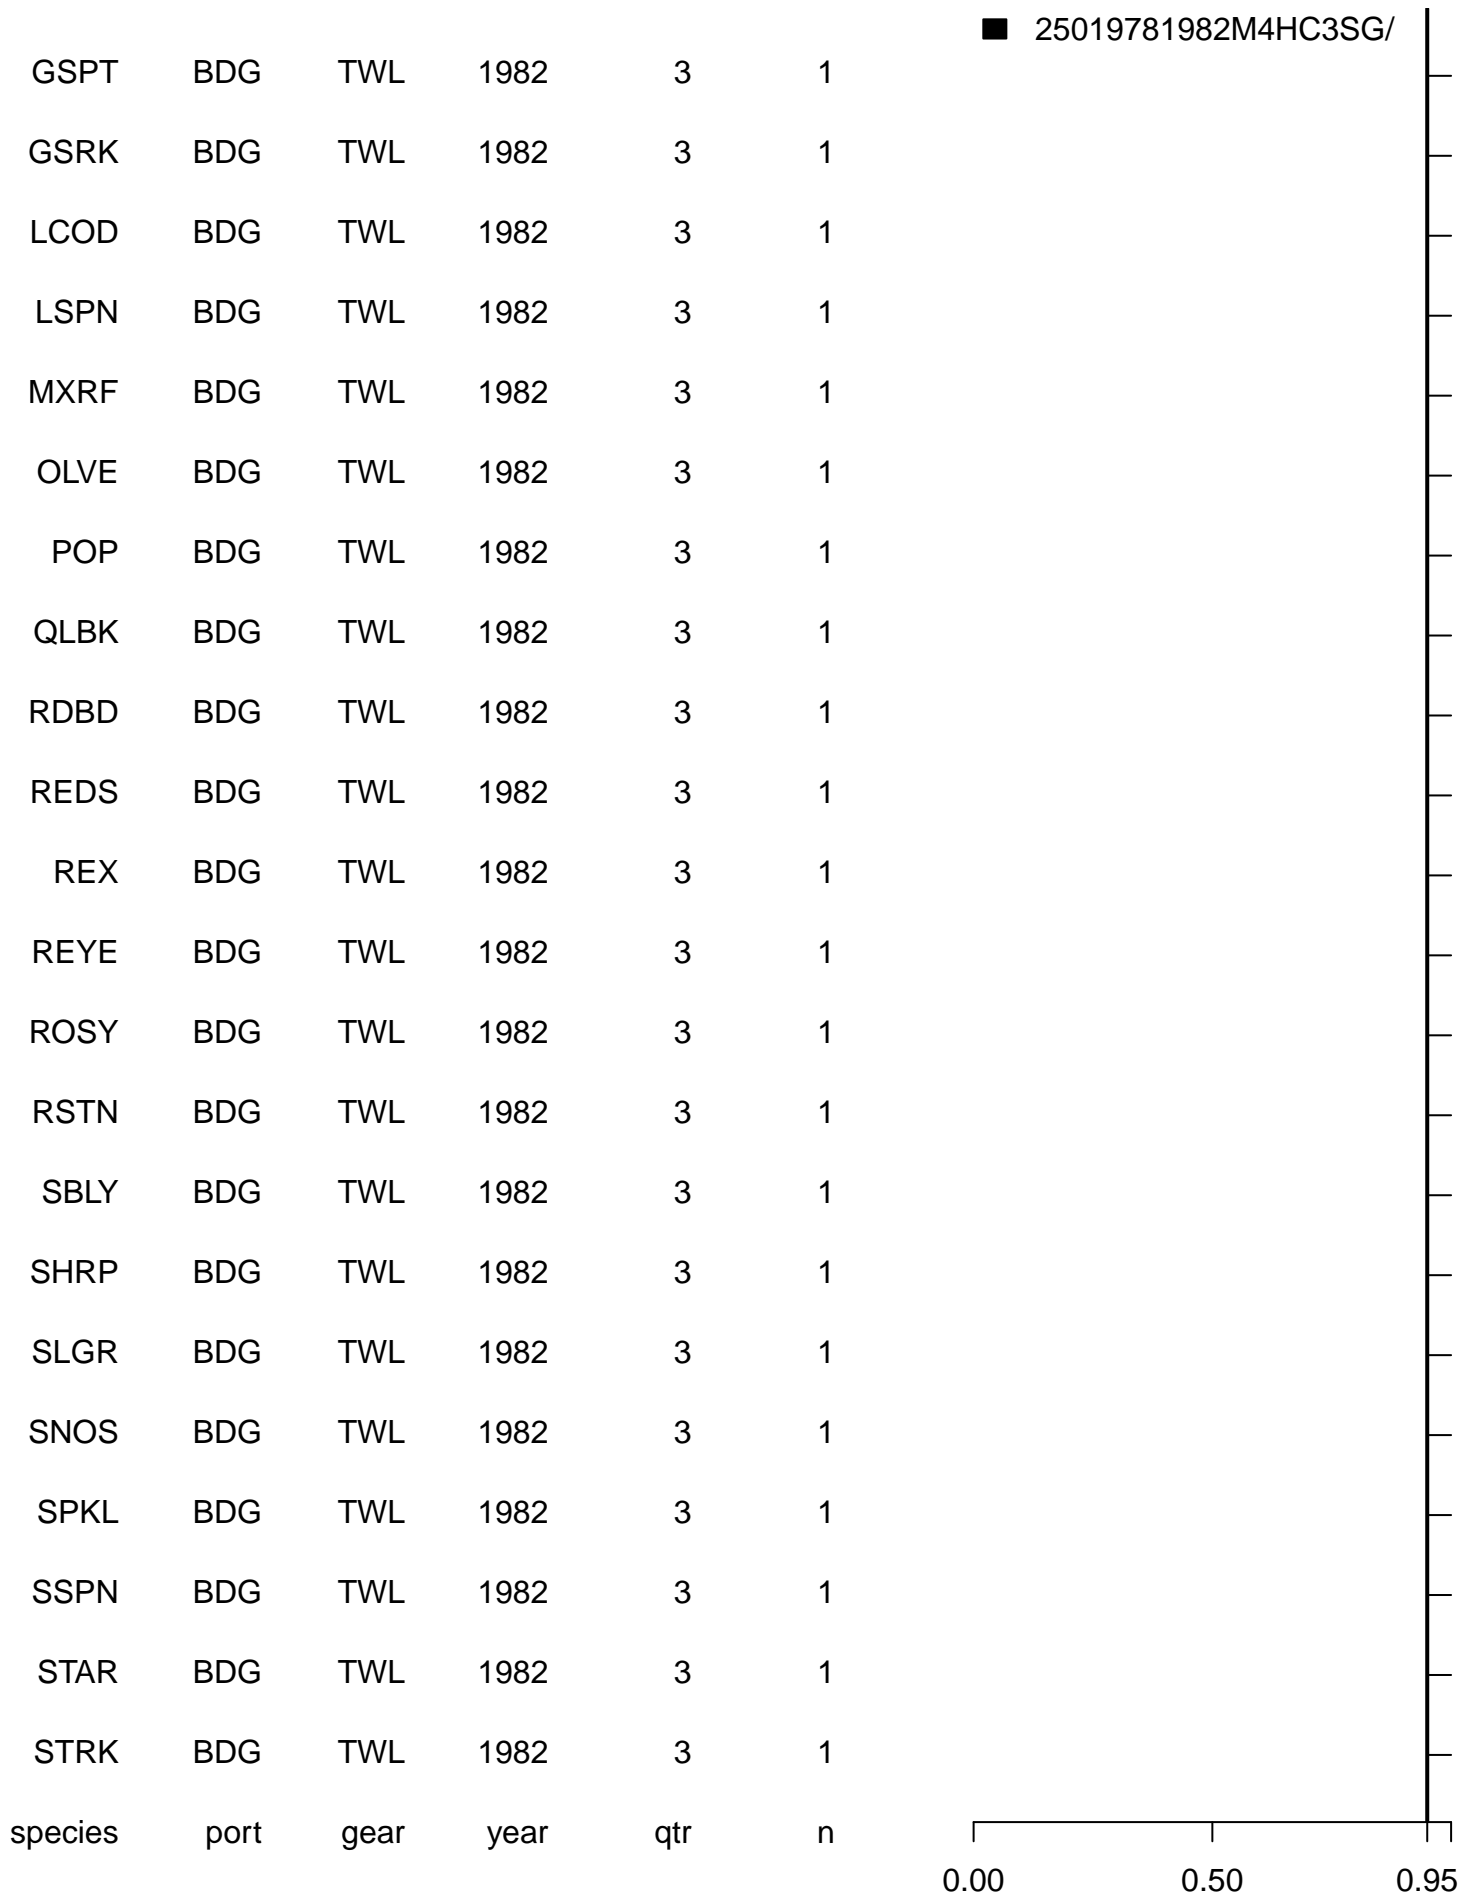 25019781982M4HC3SG/
GSPT BDG TWL 1982 3 1
GSRK BDG TWL 1982 3 1
LCOD BDG TWL 1982 3 1
LSPN BDG TWL 1982 3 1
MXRF BDG TWL 1982 3 1
OLVE BDG TWL 1982 3 1
POP BDG TWL 1982 3 1
QLBK BDG TWL 1982 3 1
RDBD BDG TWL 1982 3 1
REDS BDG TWL 1982 3 1
REX BDG TWL 1982 3 1
REYE BDG TWL 1982 3 1
ROSY BDG TWL 1982 3 1
RSTN BDG TWL 1982 3 1
SBLY BDG TWL 1982 3 1
SHRP BDG TWL 1982 3 1
SLGR BDG TWL 1982 3 1
SNOS BDG TWL 1982 3 1
SPKL BDG TWL 1982 3 1
SSPN BDG TWL 1982 3 1
STAR BDG TWL 1982 3 1
STRK BDG TWL 1982 3 1
species port gear year qtr n
0.00 0.50 0.95